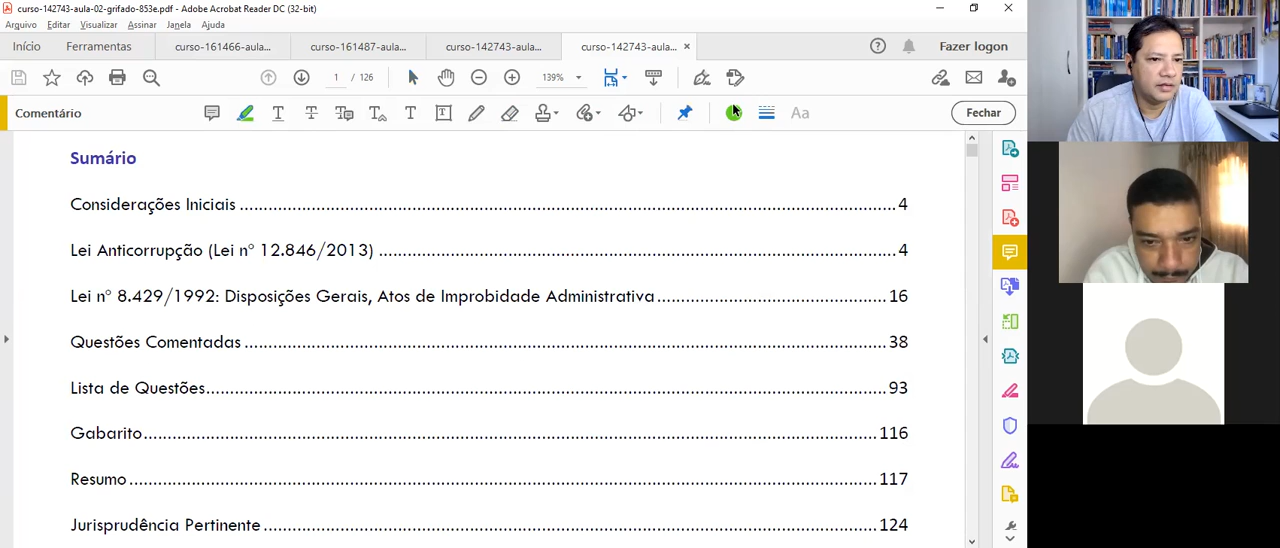 curso-142743-aula-02-grifado-853e.pdf - Adobe Acrobat Reader DC (32-bit)
Arquivo Editar Visualizar Assinar Janela Ajuda
Início Ferramentas curso-161466-aula... curso-161487-aula... curso-142743-aula... curso-142743-aula... × Fazer logon
1 / 126 139%
Comentário Aa Fechar
Sumário
Considerações Iniciais 4
Lei Anticorrupção (Lei n° 12.846/2013) 4
Lei n° 8.429/1992: Disposições Gerais, Atos de Improbidade Administrativa 16
Questões Comentadas 38
Lista de Questões 93
Gabarito 116
Resumo 117
Jurisprudência Pertinente 124